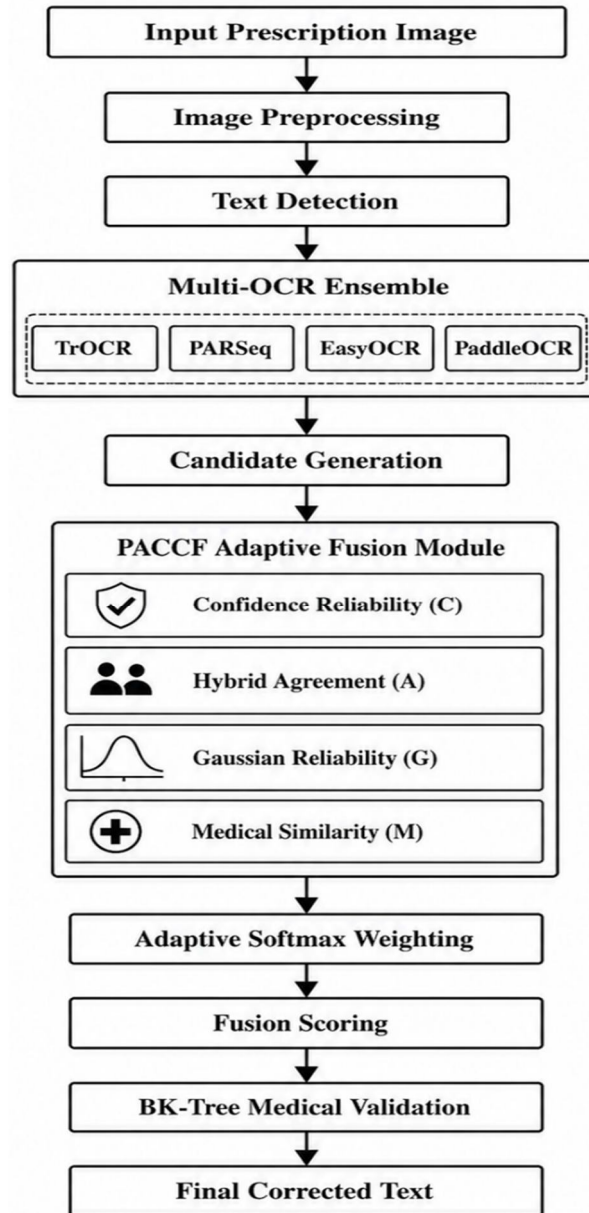 Input Prescription Image
Image Preprocessing
Text Detection
Multi-OCR Ensemble
TrOCR PARSeq EasyOCR PaddleOCR
Candidate Generation
PACCF Adaptive Fusion Module
Confidence Reliability (C)
Hybrid Agreement (A)
Gaussian Reliability (G)
Medical Similarity (M)
Adaptive Softmax Weighting
Fusion Scoring
BK-Tree Medical Validation
Final Corrected Text